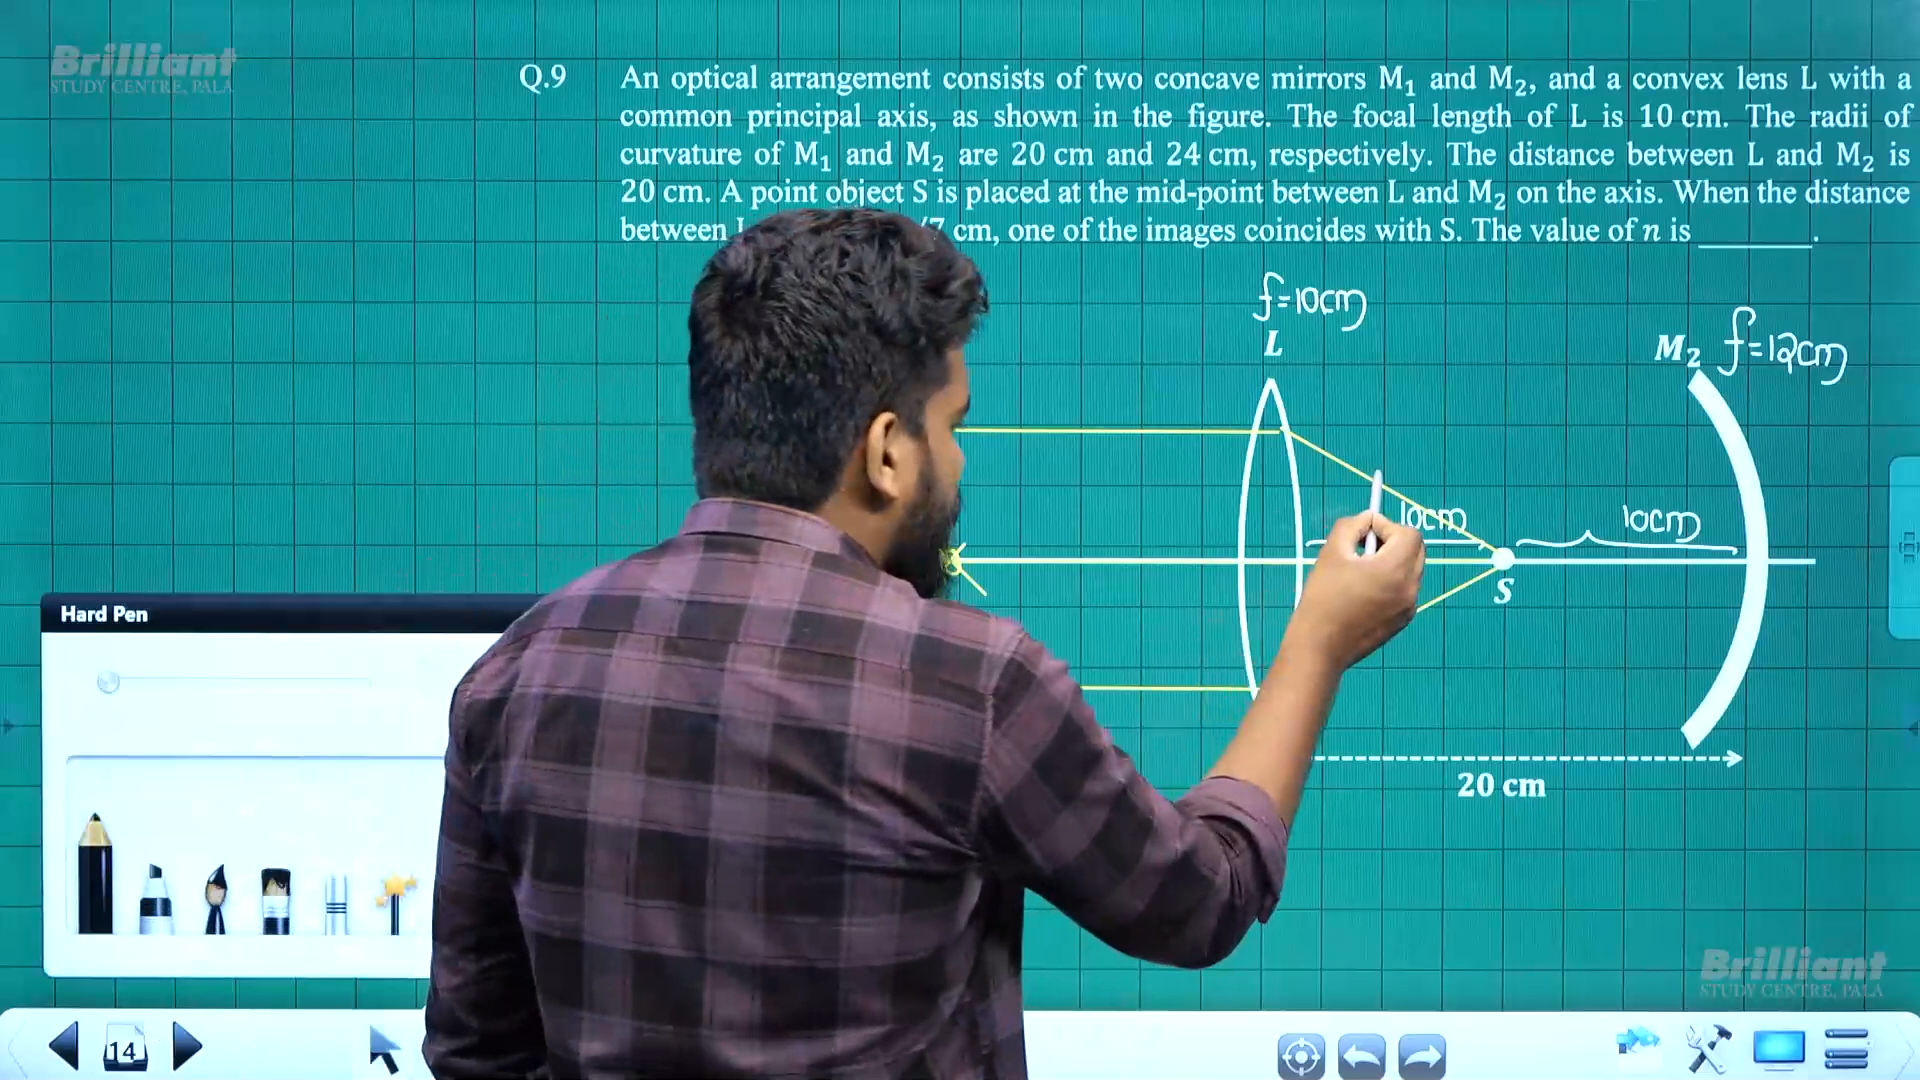 Brilliant
STUDY CENTRE, PALA
Q.9 An optical arrangement consists of two concave mirrors M₁ and M₂, and a convex lens L with a
common principal axis, as shown in the figure. The focal length of L is 10 cm. The radii of
curvature of M₁ and M₂ are 20 cm and 24 cm, respectively. The distance between L and M₂ is
20 cm. A point object S is placed at the mid-point between L and M₂ on the axis. When the distance
between /7 cm, one of the images coincides with S. The value of n is ______.
f=10cm
L
M₂ f=12cm
10cm
10cm
S
20 cm
Hard Pen
Brilliant
STUDY CENTRE, PALA
14